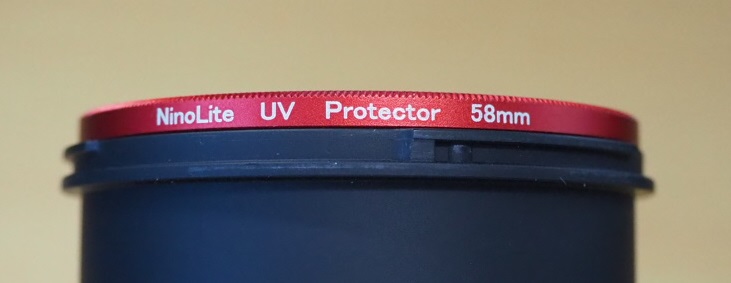 NinoLite UV Protector 58mm